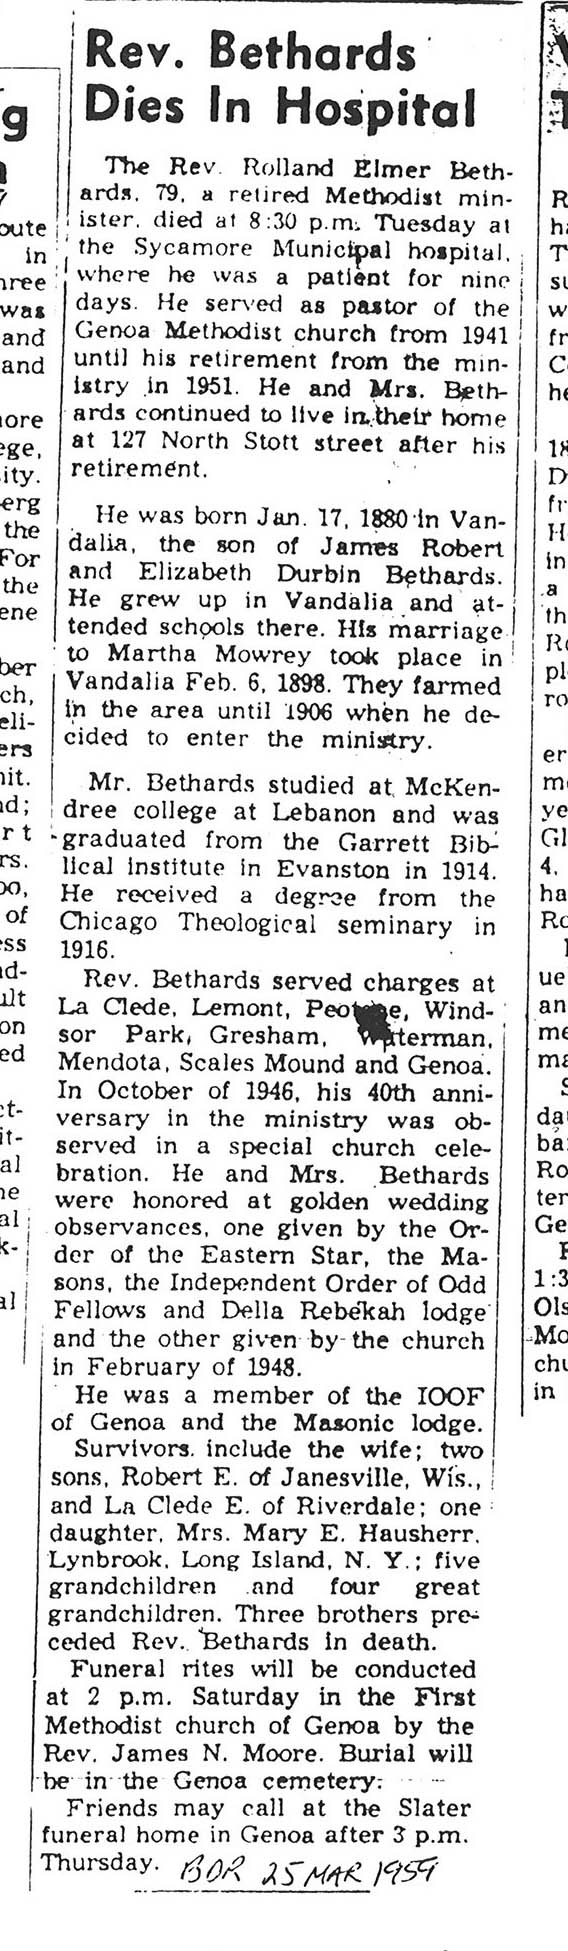 Rev. Bethards
Dies In Hospital
The Rev. Rolland Elmer Beth-
ards, 79, a retired Methodist min-
ister, died at 8:30 p.m. Tuesday at
the Sycamore Municipal hospital,
where he was a patient for nine
days. He served as pastor of the
Genoa Methodist church from 1941
until his retirement from the min-
istry in 1951. He and Mrs. Beth-
ards continued to live in their home
at 127 North Stott street after his
retirement.
He was born Jan. 17, 1880 in Van-
dalia, the son of James Robert
and Elizabeth Durbin Bethards.
He grew up in Vandalia and at-
tended schools there. His marriage
to Martha Mowrey took place in
Vandalia Feb. 6, 1898. They farmed
in the area until 1906 when he de-
cided to enter the ministry.
Mr. Bethards studied at McKen-
dree college at Lebanon and was
graduated from the Garrett Bib-
lical institute in Evanston in 1914.
He received a degree from the
Chicago Theological seminary in
1916.
Rev. Bethards served charges at
La Clede, Lemont, Peotone, Wind-
sor Park, Gresham, Waterman,
Mendota, Scales Mound and Genoa.
In October of 1946, his 40th anni-
versary in the ministry was ob-
served in a special church cele-
bration. He and Mrs. Bethards
were honored at golden wedding
observances, one given by the Or-
der of the Eastern Star, the Ma-
sons, the Independent Order of Odd
Fellows and Della Rebekah lodge
and the other given by the church
in February of 1948.
He was a member of the IOOF
of Genoa and the Masonic lodge.
Survivors include the wife; two
sons, Robert E. of Janesville, Wis.,
and La Clede E. of Riverdale; one
daughter, Mrs. Mary E. Hausherr,
Lynbrook, Long Island, N. Y.; five
grandchildren and four great
grandchildren. Three brothers pre-
ceded Rev. Bethards in death.
Funeral rites will be conducted
at 2 p.m. Saturday in the First
Methodist church of Genoa by the
Rev. James N. Moore. Burial will
be in the Genoa cemetery.
Friends may call at the Slater
funeral home in Genoa after 3 p.m.
Thursday. BDR 25 MAR 1959